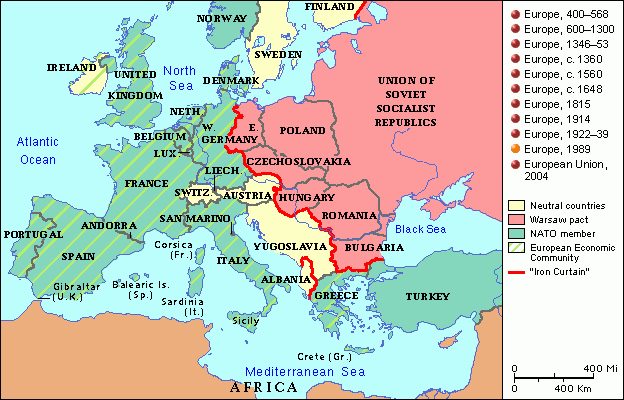 NORWAY
FINLAND
SWEDEN
North
Sea
IRELAND
UNITED
KINGDOM
DENMARK
UNION OF
SOVIET
SOCIALIST
REPUBLICS
NETH.
BELGIUM
LUX.
W.
GERMANY
E.
POLAND
Atlantic
Ocean
CZECHOSLOVAKIA
LIECH.
FRANCE
SWITZ.
AUSTRIA
HUNGARY
ROMANIA
ANDORRA
SAN MARINO
PORTUGAL
SPAIN
Corsica
(Fr.)
ITALY
YUGOSLAVIA
BULGARIA
Black Sea
ALBANIA
GREECE
TURKEY
Gibraltar
(U.K.)
Balearic Is.
(Sp.)
Sardinia
(It.)
Sicily
Crete (Gr.)
Mediterranean Sea
AFRICA
Europe, 400–568
Europe, 600–1300
Europe, 1346–53
Europe, c. 1360
Europe, c. 1560
Europe, c. 1648
Europe, 1815
Europe, 1914
Europe, 1922–39
Europe, 1989
European Union,
2004
Neutral countries
Warsaw pact
NATO member
European Economic
Community
"Iron Curtain"
0 400 Mi
0 400 Km